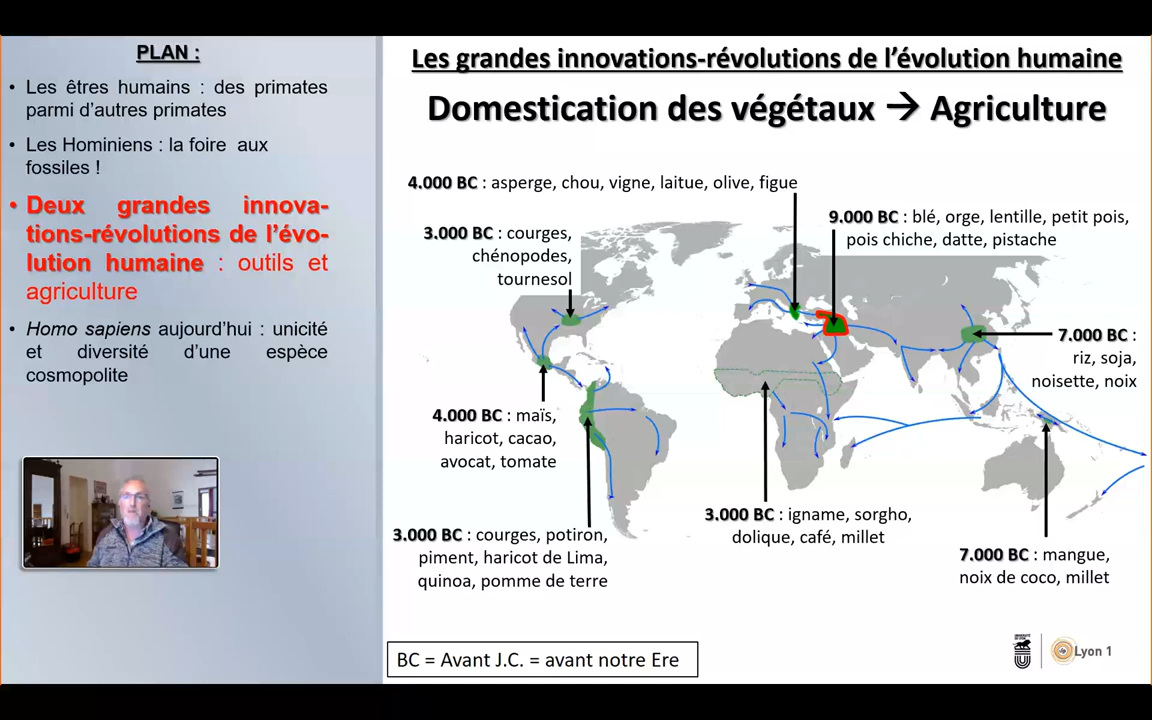 PLAN :
• Les êtres humains : des primates
parmi d'autres primates
• Les Hominiens : la foire aux
fossiles !
• Deux grandes innova-
tions-révolutions de l'évo-
lution humaine : outils et
agriculture
• Homo sapiens aujourd'hui : unicité
et diversité d'une espèce
cosmopolite
Les grandes innovations-révolutions de l'évolution humaine
Domestication des végétaux → Agriculture
4.000 BC : asperge, chou, vigne, laitue, olive, figue
9.000 BC : blé, orge, lentille, petit pois,
pois chiche, datte, pistache
3.000 BC : courges,
chénopodes,
tournesol
7.000 BC :
riz, soja,
noisette, noix
4.000 BC : maïs,
haricot, cacao,
avocat, tomate
3.000 BC : igname, sorgho,
dolique, café, millet
3.000 BC : courges, potiron,
piment, haricot de Lima,
quinoa, pomme de terre
7.000 BC : mangue,
noix de coco, millet
BC = Avant J.C. = avant notre Ere
Lyon 1